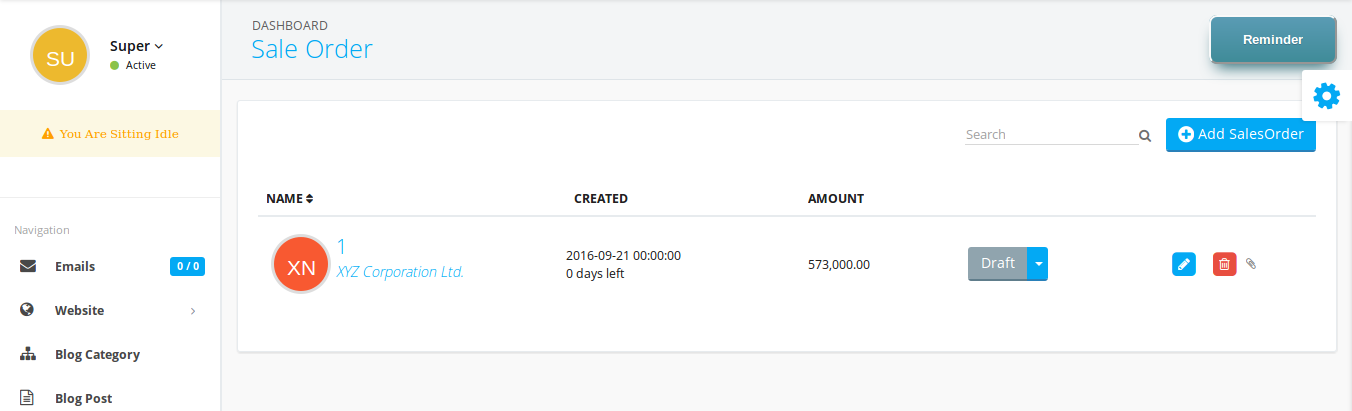 SU
Super
Active
You Are Sitting Idle
Navigation
Emails 0 / 0
Website
Blog Category
Blog Post
DASHBOARD
Sale Order
Reminder
Search
Add SalesOrder
NAME CREATED AMOUNT
XN
1
XYZ Corporation Ltd.
2016-09-21 00:00:00
0 days left
573,000.00
Draft